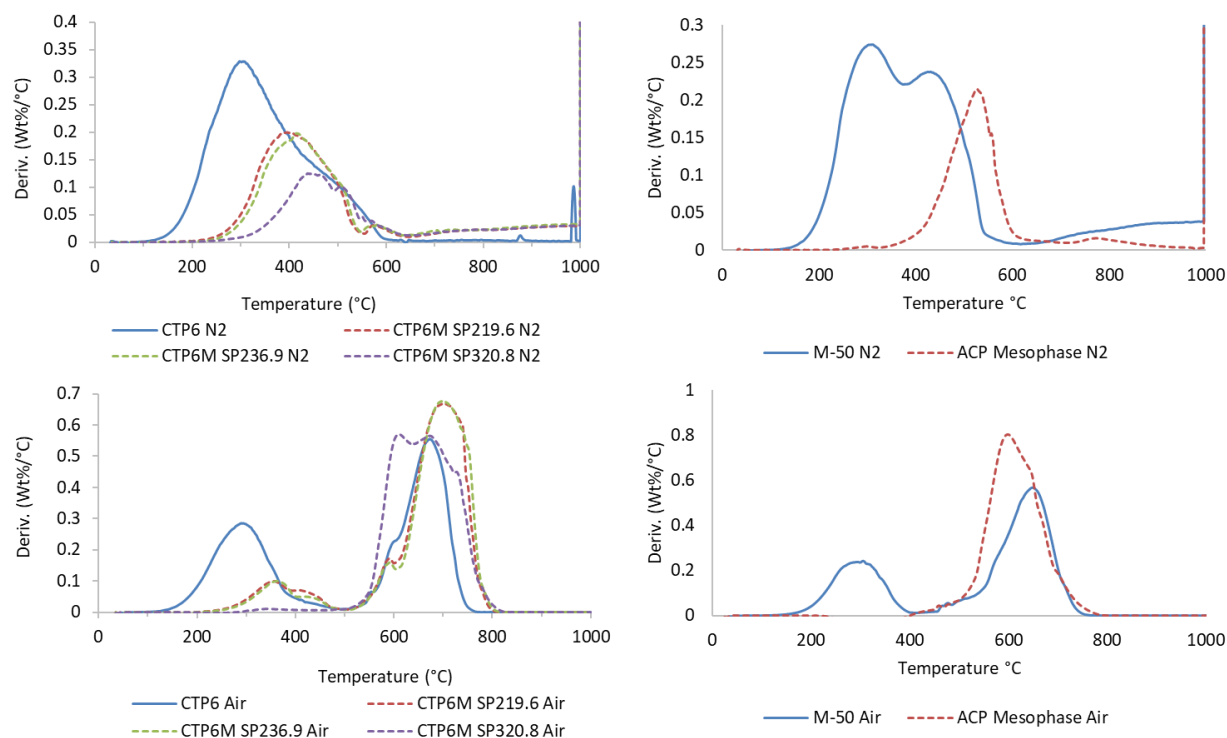 Deriv. (Wt%/°C)
0.4
0.35
0.3
0.25
0.2
0.15
0.1
0.05
0
0 200 400 600 800 1000
Temperature (°C)
CTP6 N2 CTP6M SP219.6 N2
CTP6M SP236.9 N2 CTP6M SP320.8 N2
Deriv. (Wt%/°C)
0.3
0.25
0.2
0.15
0.1
0.05
0
0 200 400 600 800 1000
Temperature °C
M-50 N2 ACP Mesophase N2
Deriv. (Wt%/°C)
0.7
0.6
0.5
0.4
0.3
0.2
0.1
0
0 200 400 600 800 1000
Temperature (°C)
CTP6 Air CTP6M SP219.6 Air
CTP6M SP236.9 Air CTP6M SP320.8 Air
Deriv. (Wt%/°C)
1
0.8
0.6
0.4
0.2
0
0 200 400 600 800 1000
Temperature °C
M-50 Air ACP Mesophase Air